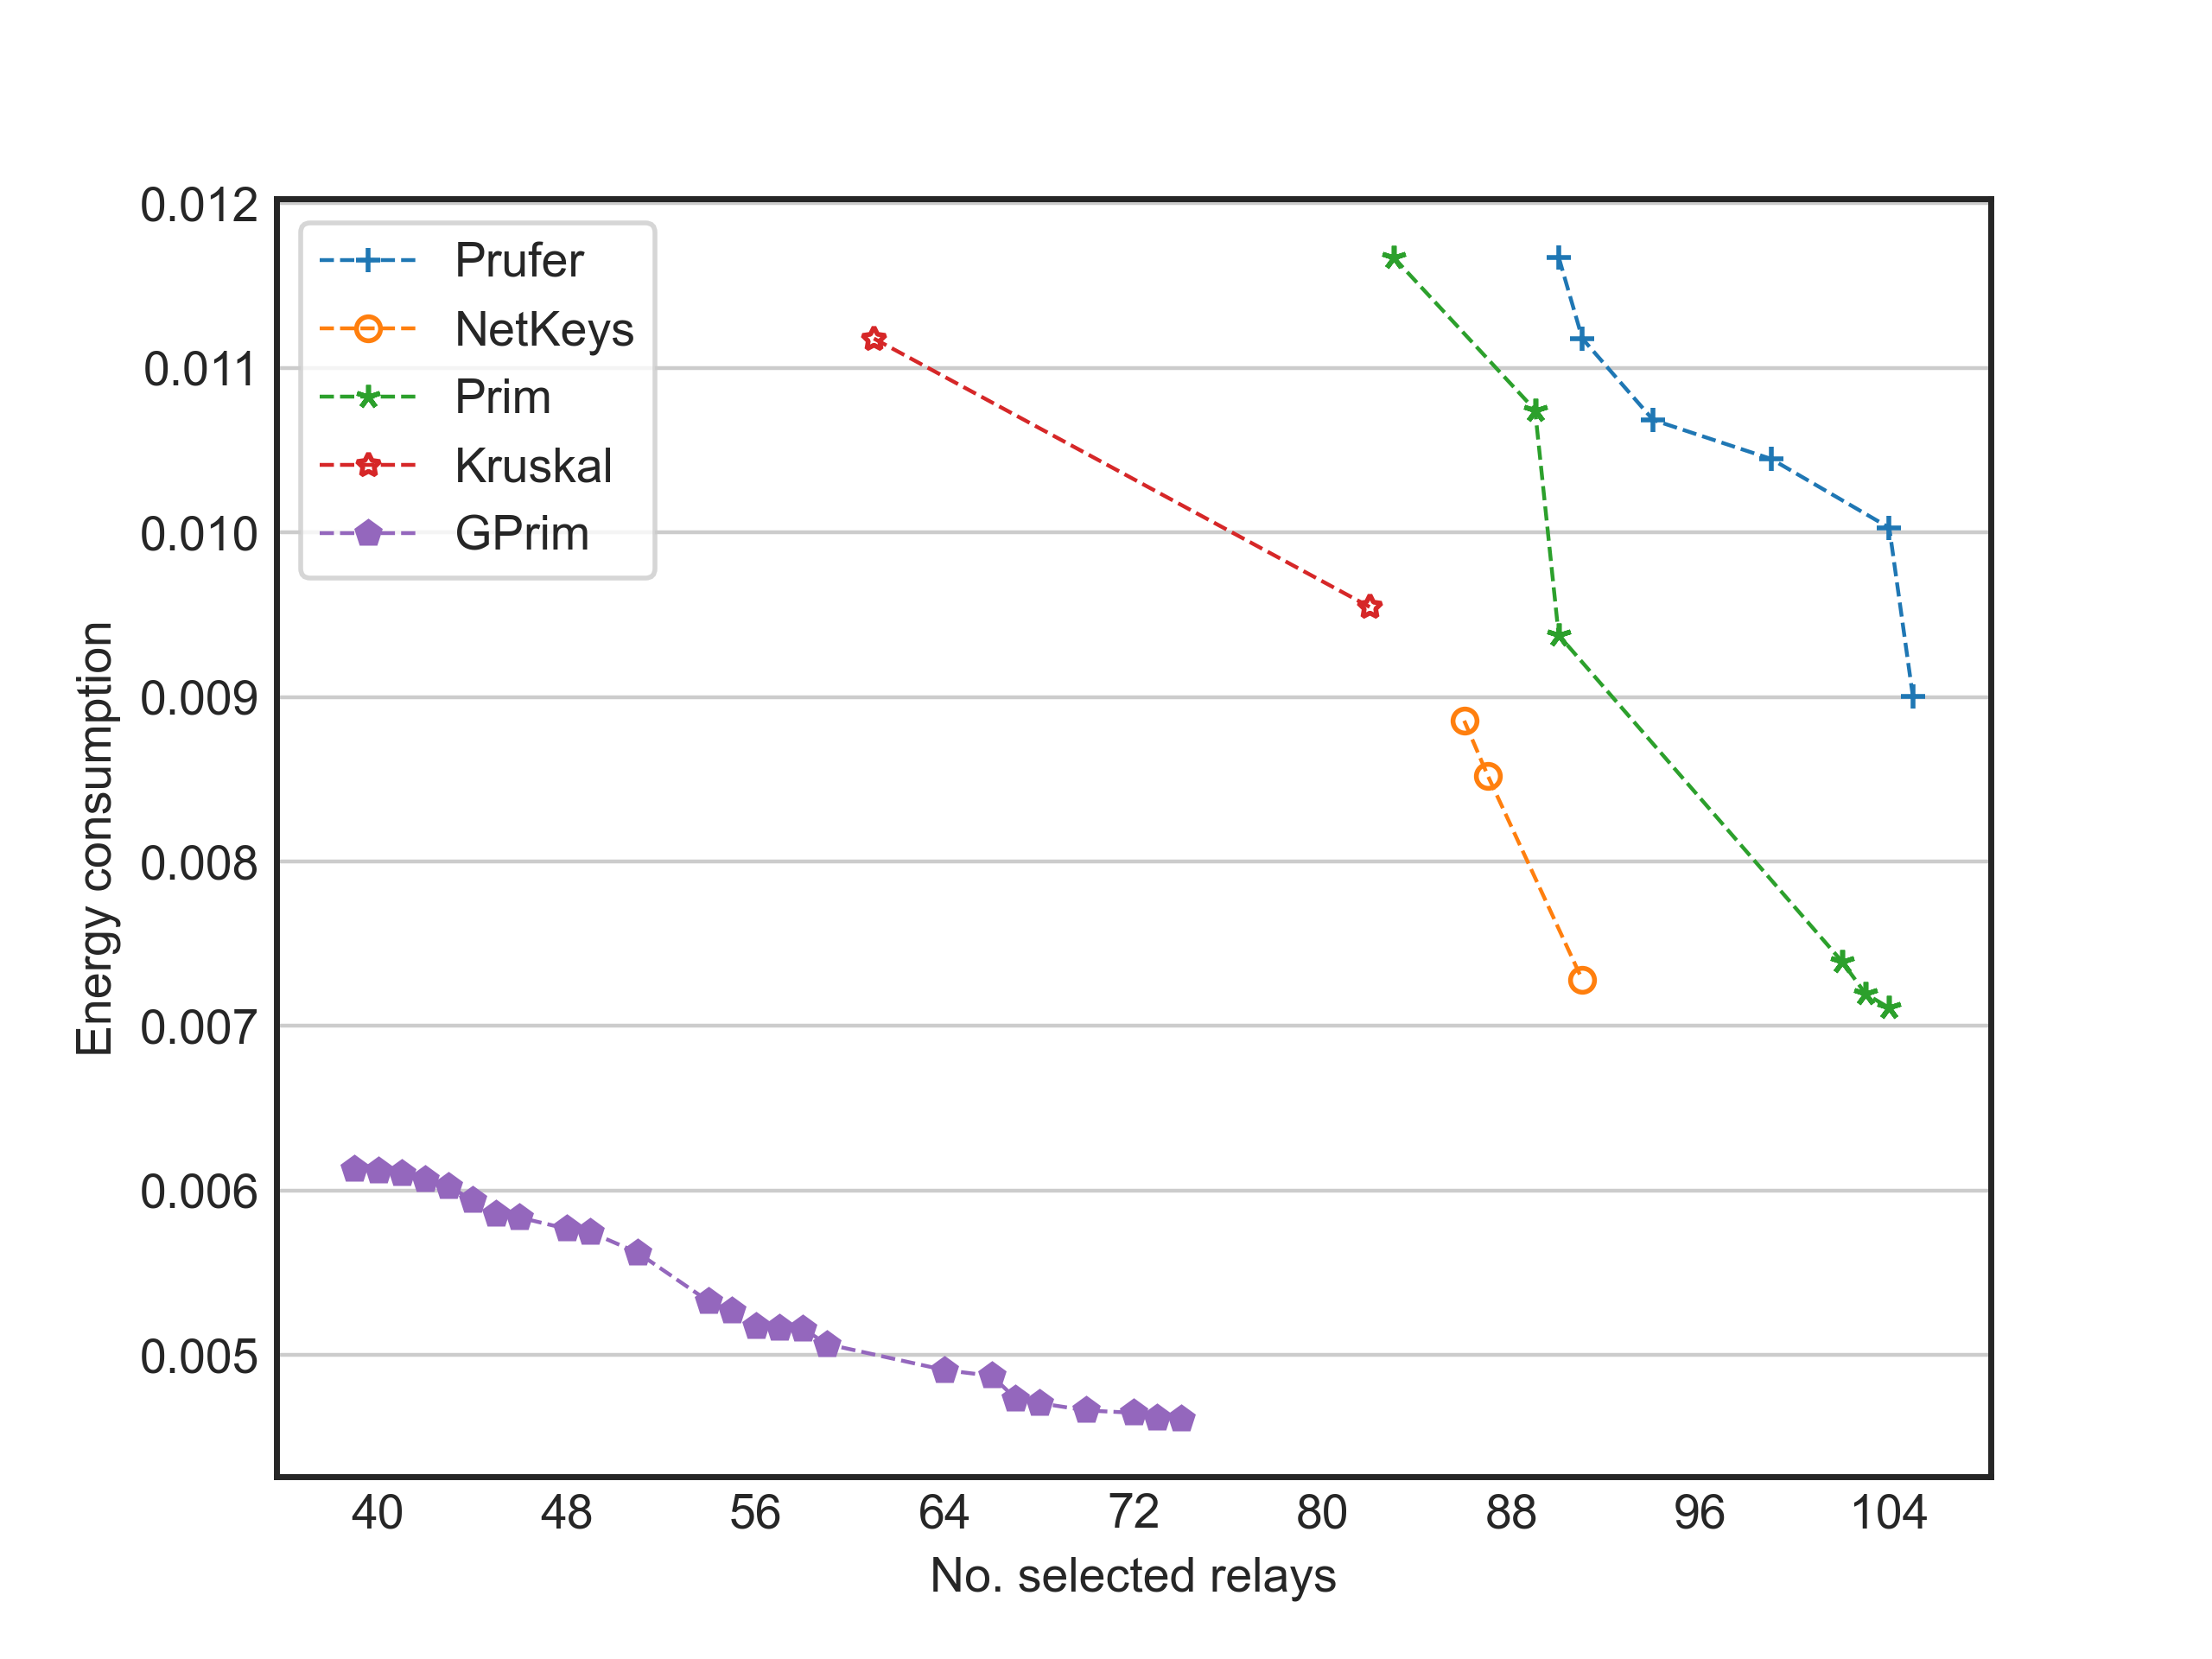 0.012
0.011
0.010
0.009
0.008
0.007
0.006
0.005
Energy consumption
Prufer
NetKeys
Prim
Kruskal
GPrim
40 48 56 64 72 80 88 96 104
No. selected relays